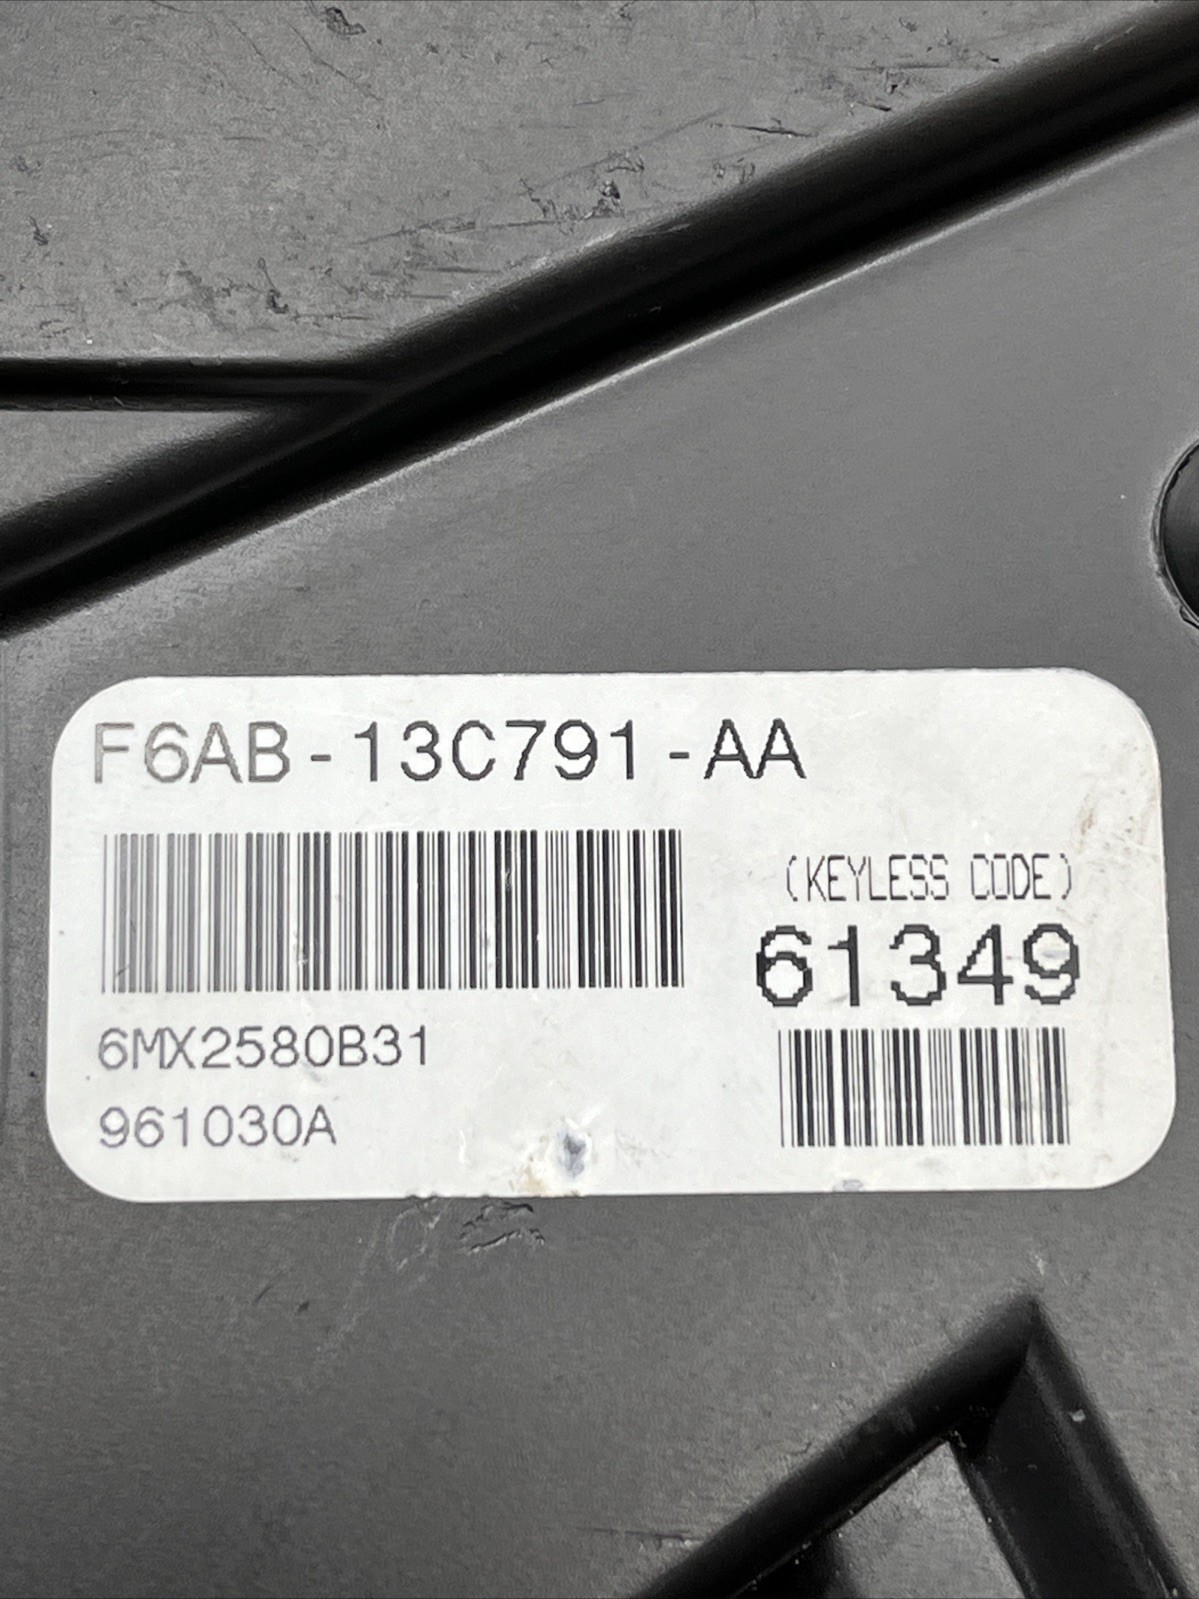 F6AB-13C791-AA
(KEYLESS CODE)
61349
6MX2580B31
961030A